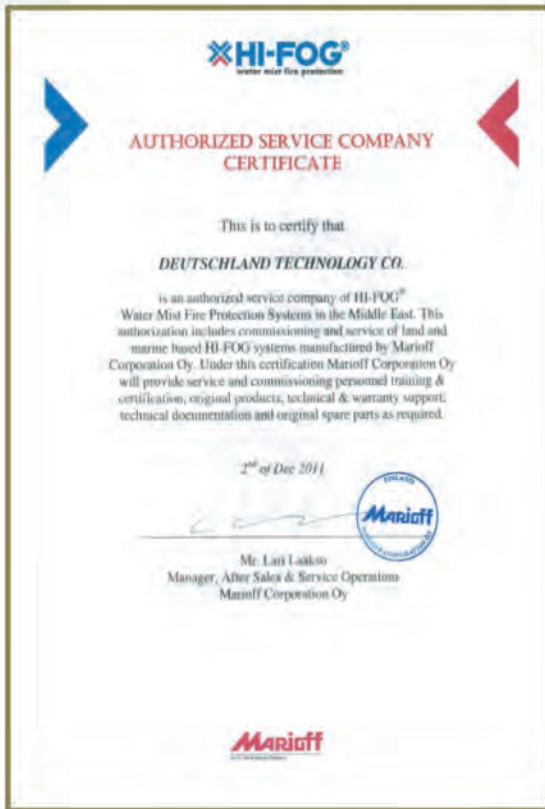 HI-FOG®
water mist fire protection
AUTHORIZED SERVICE COMPANY
CERTIFICATE
This is to certify that
DEUTSCHLAND TECHNOLOGY CO.
is an authorized service company of HI-FOG®
Water Mist Fire Protection Systems in the Middle East. This
authorization includes commissioning and service of land and
marine based HI-FOG systems manufactured by Marioff
Corporation Oy. Under this certification Marioff Corporation Oy
will provide service and commissioning personnel training &
certification, original products, technical & warranty support,
technical documentation and original spare parts as required.
2nd of Dec 2011
FINLAND
Marioff
MARIOFF CORPORATION OY
Mr. Lari Laakso
Manager, After Sales & Service Operations
Marioff Corporation Oy
Marioff